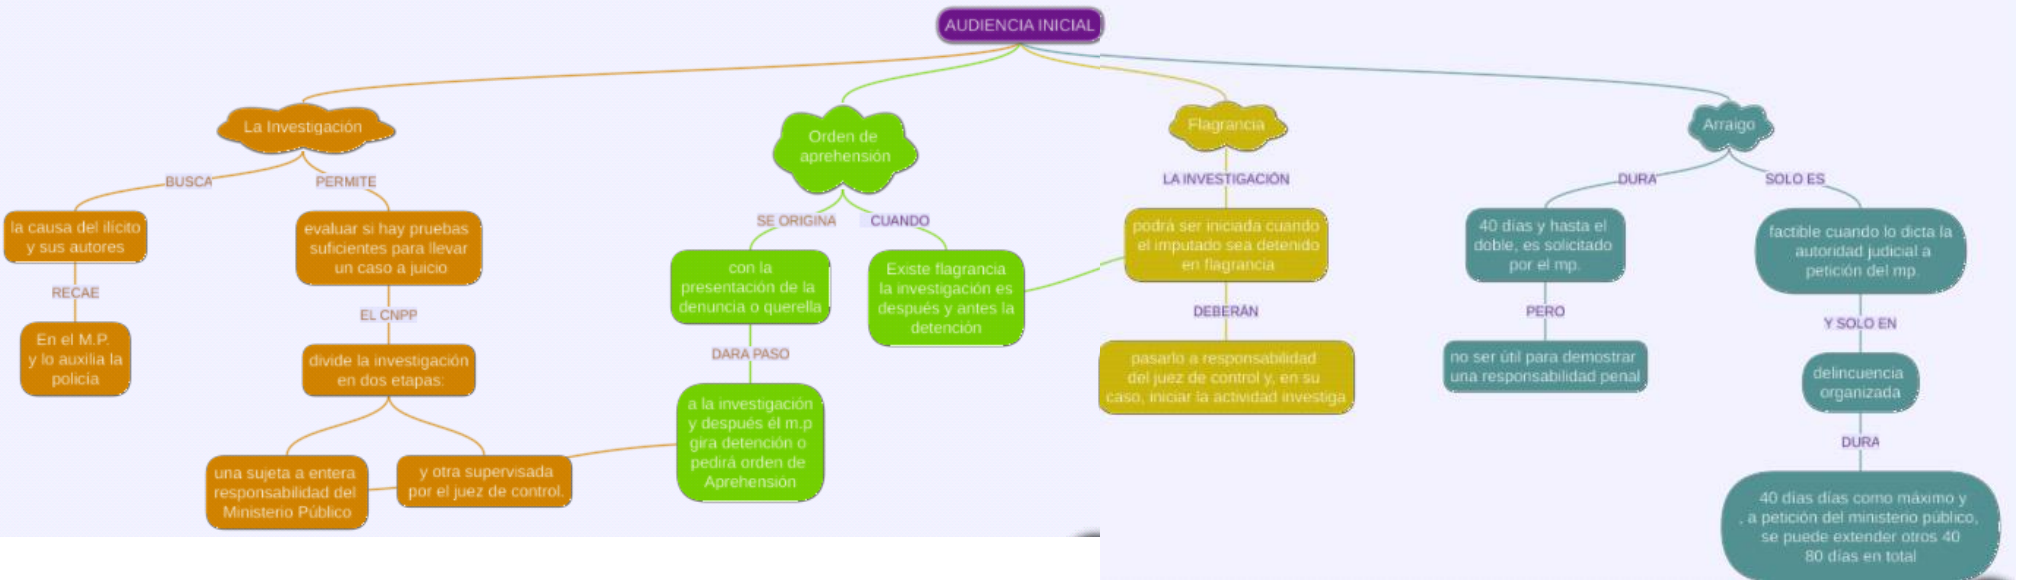 AUDIENCIA INICIAL
La Investigación
BUSCA
la causa del ilícito
y sus autores
RECAE
En el M.P.
y lo auxilia la
policía
PERMITE
evaluar si hay pruebas
suficientes para llevar
un caso a juicio
EL CNPP
divide la investigación
en dos etapas:
una sujeta a entera
responsabilidad del
Ministerio Público
y otra supervisada
por el juez de control.
Orden de
aprehensión
SE ORIGINA
con la
presentación de la
denuncia o querella
DARA PASO
a la investigación
y después él m.p
gira detención o
pedirá orden de
Aprehensión
CUANDO
Existe flagrancia
la investigación es
después y antes la
detención
Flagrancia
LA INVESTIGACIÓN
podrá ser iniciada cuando
el imputado sea detenido
en flagrancia
DEBERÁN
pasarlo a responsabilidad
del juez de control y, en su
caso, iniciar la actividad investiga
Arraigo
DURA
40 días y hasta el
doble, es solicitado
por el mp.
PERO
no ser útil para demostrar
una responsabilidad penal
SOLO ES
factible cuando lo dicta la
autoridad judicial a
petición del mp.
Y SOLO EN
delincuencia
organizada
DURA
40 días días como máximo y
, a petición del ministerio público,
se puede extender otros 40
80 días en total